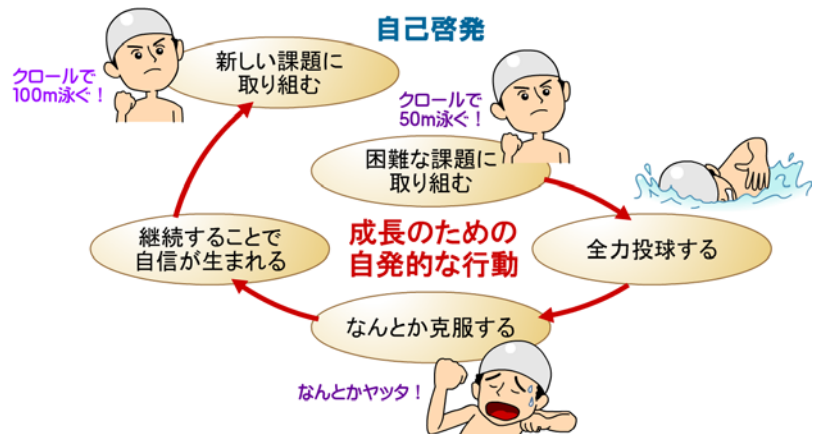 自己啓発
新しい課題に
取り組む
クロールで
100m泳ぐ！
クロールで
50m泳ぐ！
困難な課題に
取り組む
成長のための
自発的な行動
全力投球する
継続することで
自信が生まれる
なんとか克服する
なんとかヤッタ！